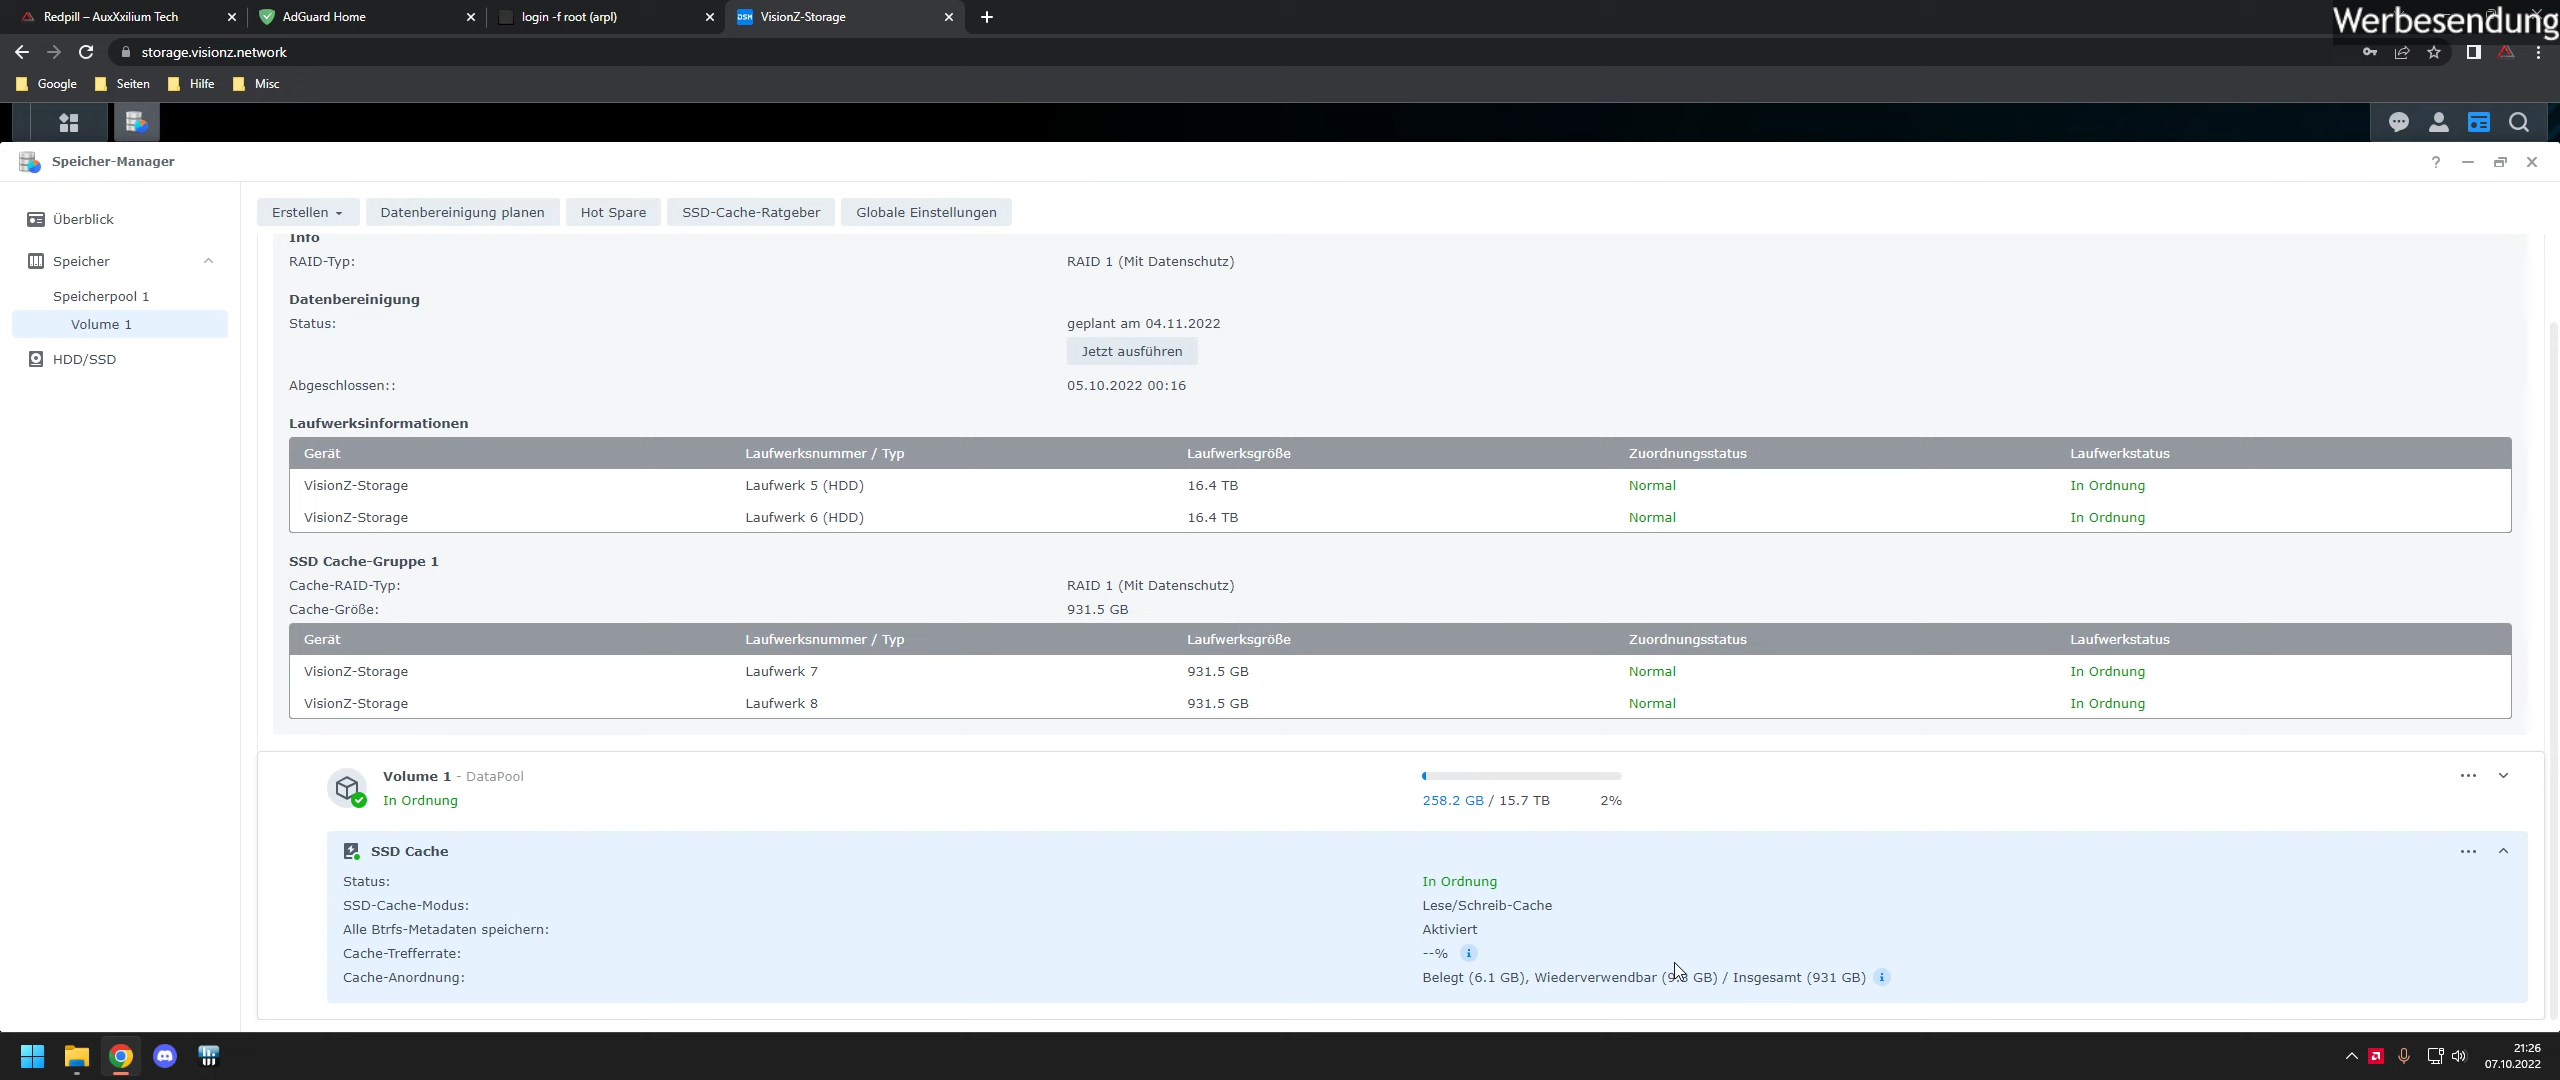 Redpill – AuxXxilium Tech
AdGuard Home
login -f root (arpl)
DSM VisionZ-Storage
Werbesendung
storage.visionz.network
Google Seiten Hilfe Misc
Speicher-Manager
Überblick
Speicher
Speicherpool 1
Volume 1
HDD/SSD
Erstellen Datenbereinigung planen Hot Spare SSD-Cache-Ratgeber Globale Einstellungen
Info
RAID-Typ: RAID 1 (Mit Datenschutz)
Datenbereinigung
Status: geplant am 04.11.2022
Jetzt ausführen
Abgeschlossen:: 05.10.2022 00:16
Laufwerksinformationen
Gerät Laufwerksnummer / Typ Laufwerksgröße Zuordnungsstatus Laufwerkstatus
VisionZ-Storage Laufwerk 5 (HDD) 16.4 TB Normal In Ordnung
VisionZ-Storage Laufwerk 6 (HDD) 16.4 TB Normal In Ordnung
SSD Cache-Gruppe 1
Cache-RAID-Typ: RAID 1 (Mit Datenschutz)
Cache-Größe: 931.5 GB
Gerät Laufwerksnummer / Typ Laufwerksgröße Zuordnungsstatus Laufwerkstatus
VisionZ-Storage Laufwerk 7 931.5 GB Normal In Ordnung
VisionZ-Storage Laufwerk 8 931.5 GB Normal In Ordnung
Volume 1 - DataPool
In Ordnung
258.2 GB / 15.7 TB 2%
SSD Cache
Status: In Ordnung
SSD-Cache-Modus: Lese/Schreib-Cache
Alle Btrfs-Metadaten speichern: Aktiviert
Cache-Trefferrate: --%
Cache-Anordnung: Belegt (6.1 GB), Wiederverwendbar GB) / Insgesamt (931 GB)
21:26
07.10.2022